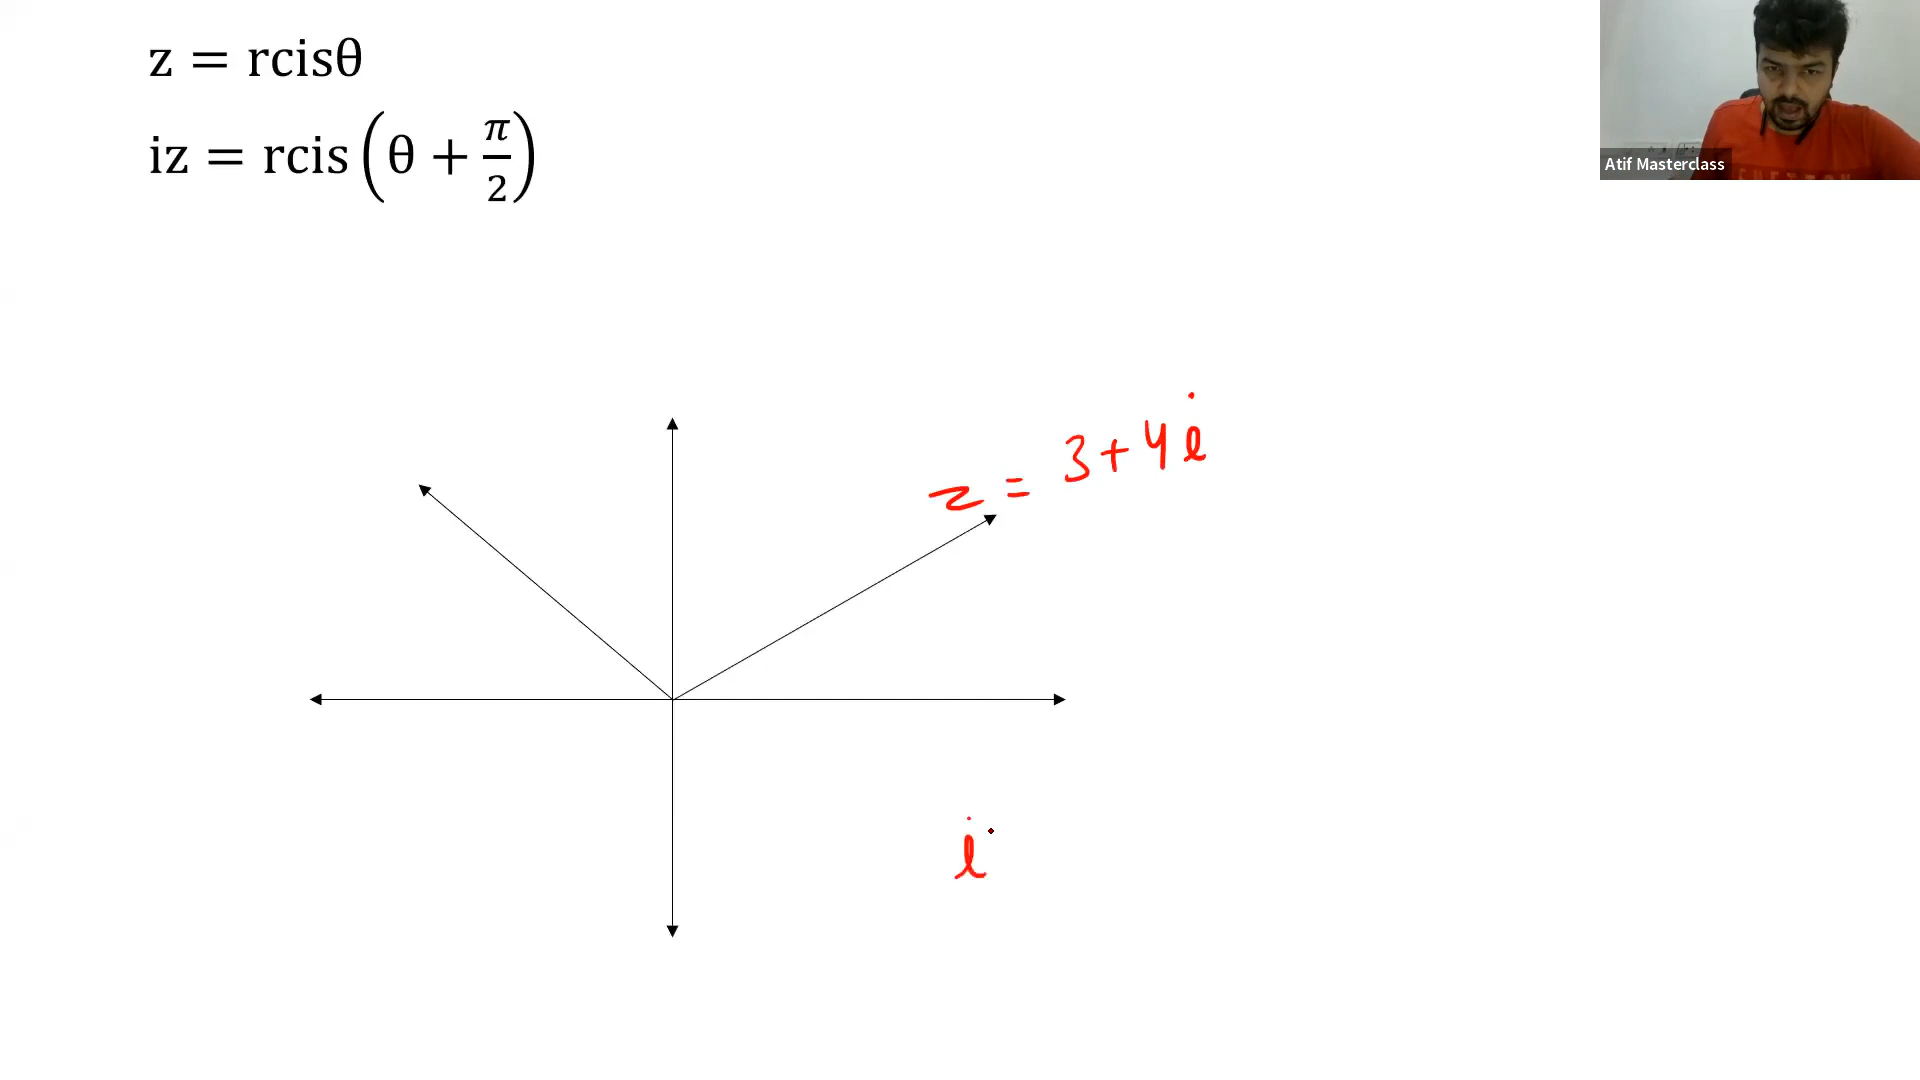 z = rcisθ
iz = rcis(θ + π/2)
Atif Masterclass
z = 3+4i
i